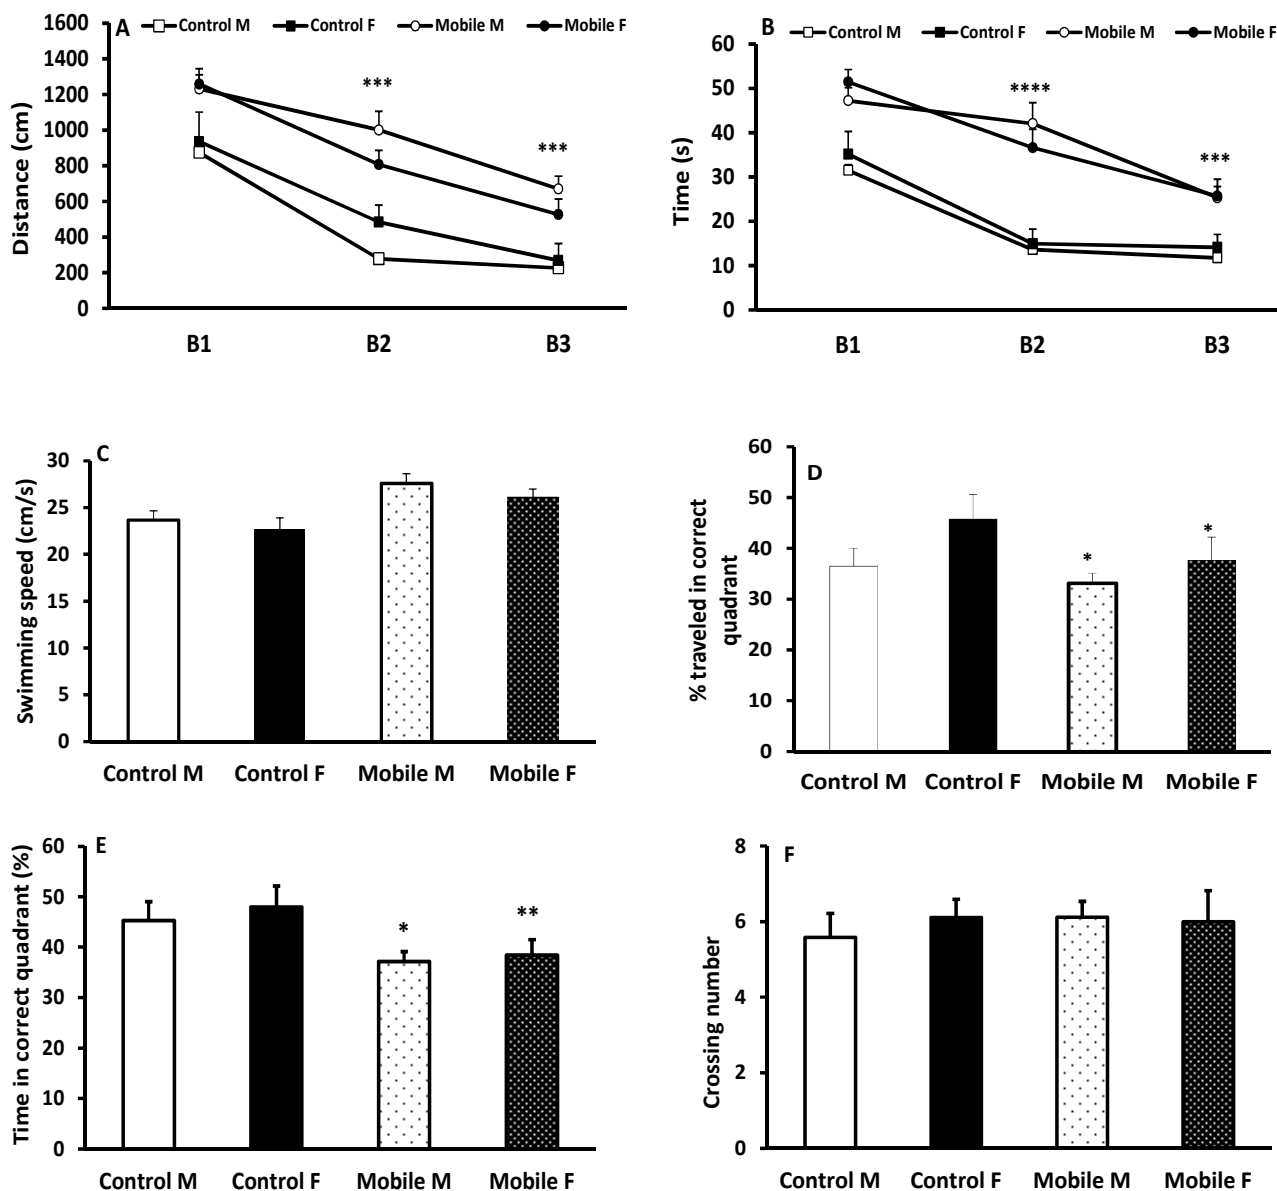 A
Control M Control F Mobile M Mobile F
Distance (cm)
1600
1400
1200
1000
800
600
400
200
0
***
***
B1 B2 B3
B
Control M Control F Mobile M Mobile F
Time (s)
60
50
40
30
20
10
0
****
***
B1 B2 B3
C
Swimming speed (cm/s)
30
25
20
15
10
5
0
Control M Control F Mobile M Mobile F
D
% traveled in correct
quadrant
60
50
40
30
20
10
0
*
*
Control M Control F Mobile M Mobile F
E
Time in correct quadrant (%)
60
50
40
30
20
10
0
*
**
Control M Control F Mobile M Mobile F
F
Crossing number
8
6
4
2
0
Control M Control F Mobile M Mobile F